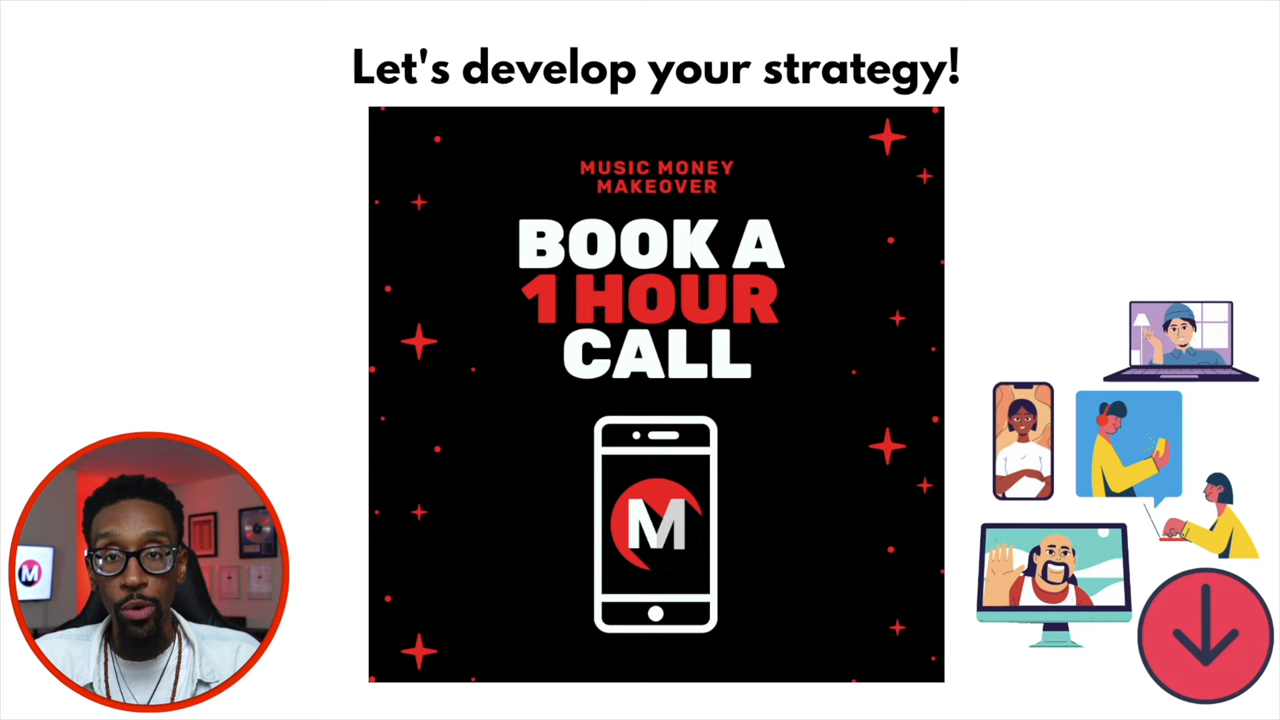 Let's develop your strategy!
MUSIC MONEY
MAKEOVER
BOOK A
1 HOUR
CALL
M
M